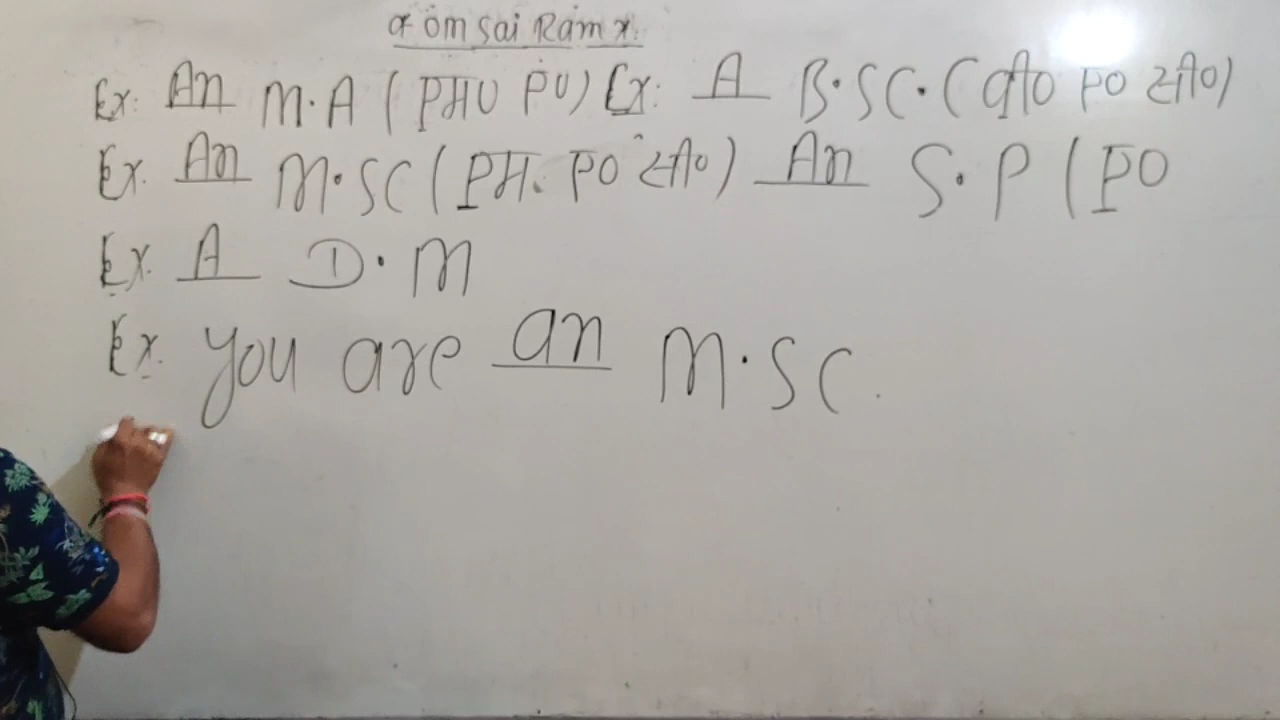 ॐ om Sai Ram x
Ex: An M.A ( एम० ए०) Ex: A B.SC. ( बी० एस० सी०)
Ex. An M.SC ( एम. एस० सी०) An S.P ( एस०
Ex. A D.M
Ex. you are an M.SC.